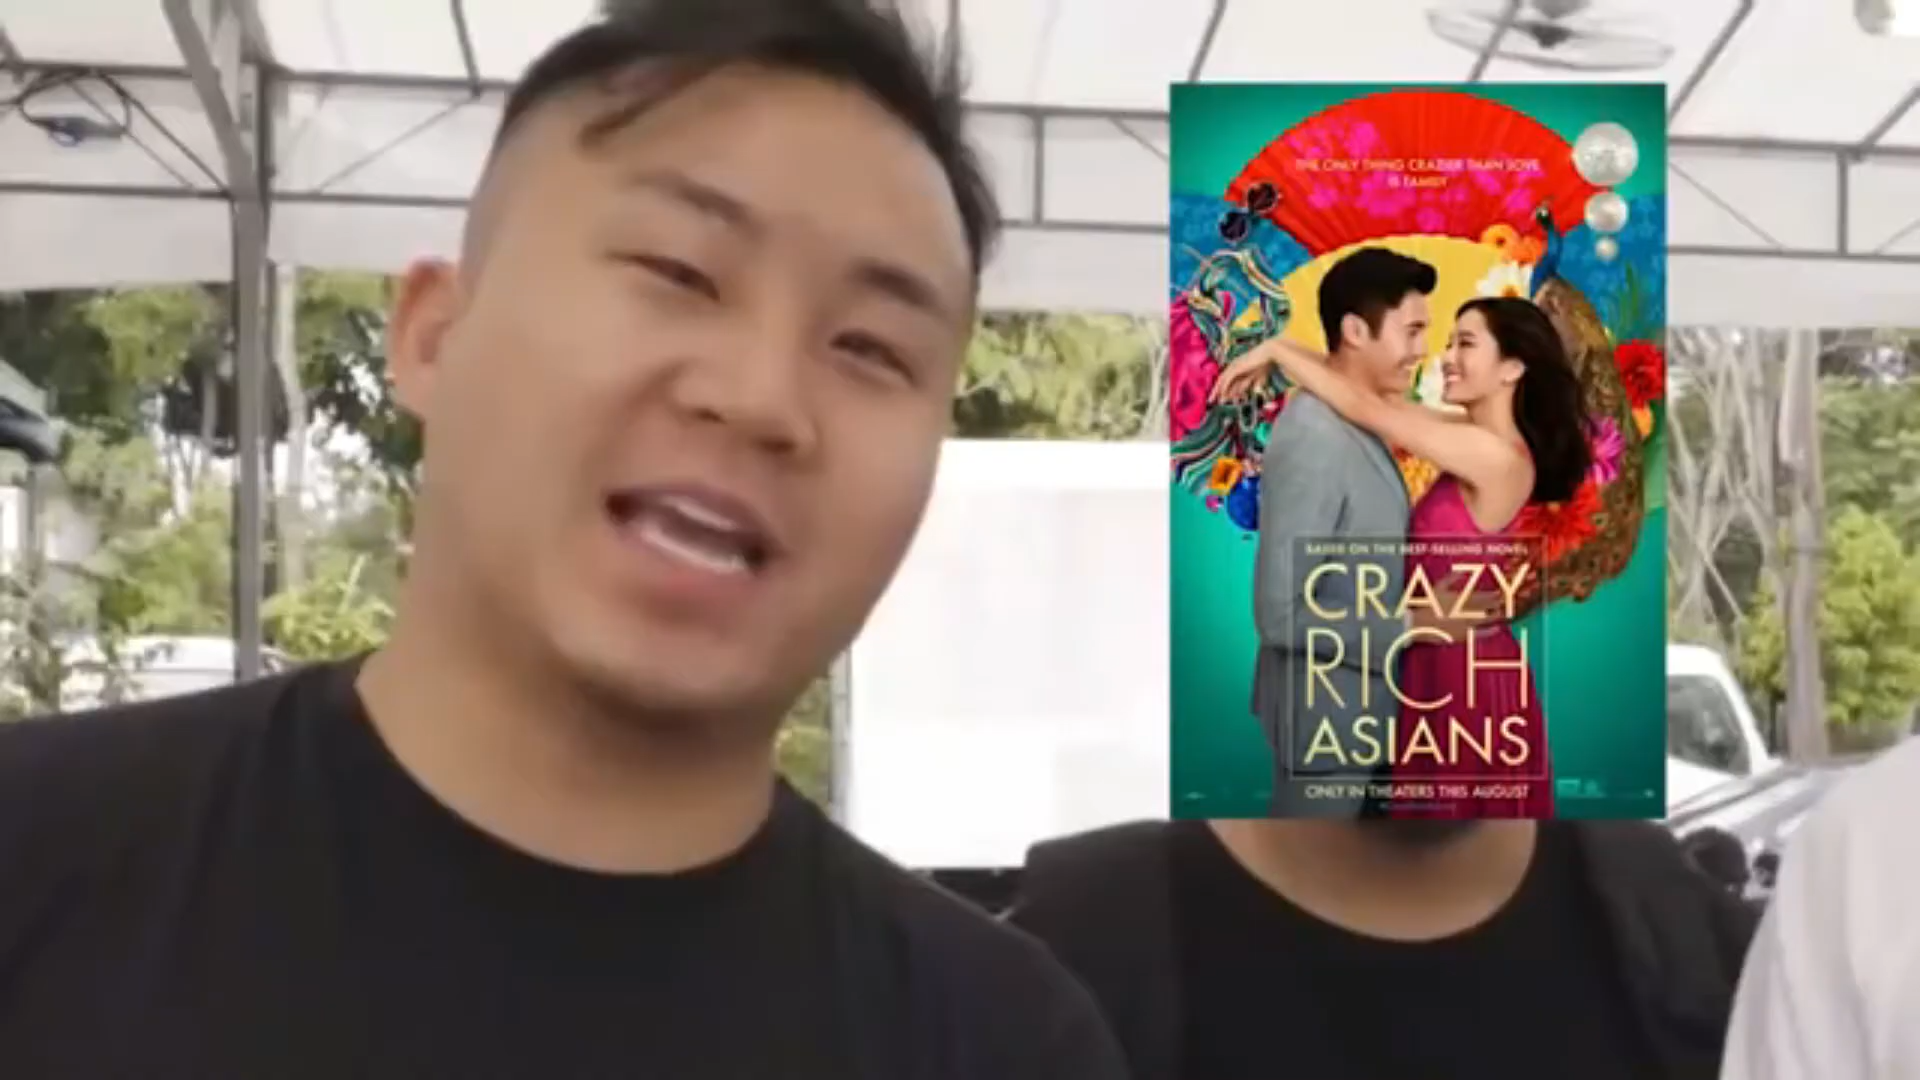 THE ONLY THING CRAZIER THAN LOVE
IS FAMILY
BASED ON THE BEST-SELLING NOVEL
CRAZY
RICH
ASIANS
ONLY IN THEATERS THIS AUGUST